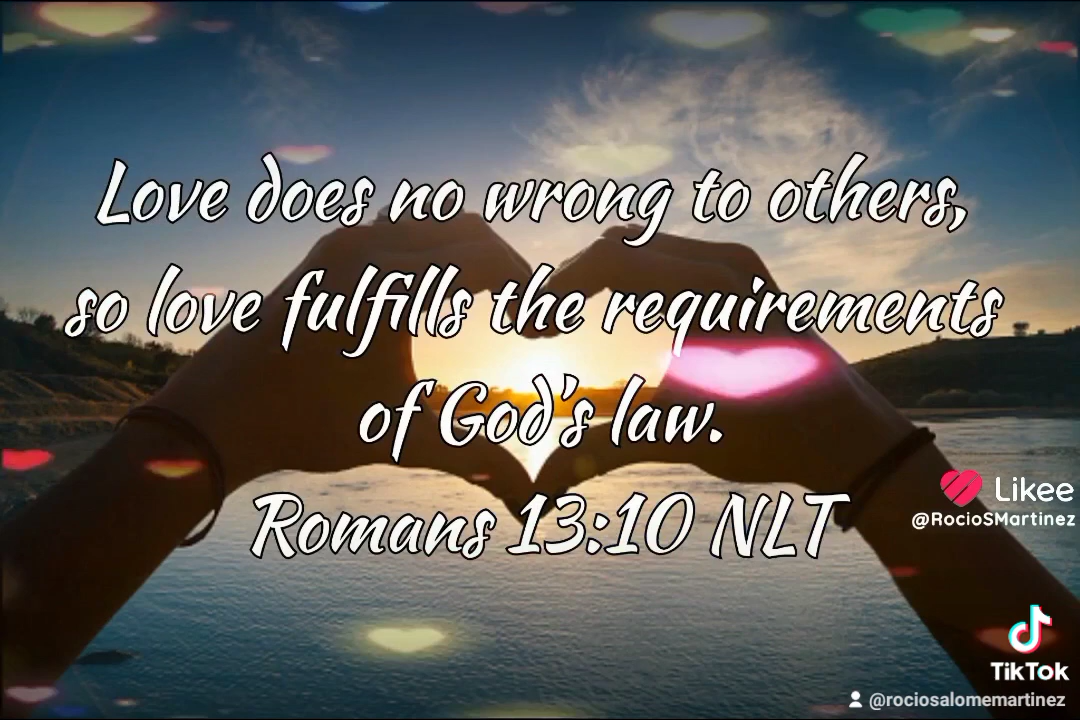 Love does no wrong to others,
so love fulfills the requirements
of God's law.
Romans 13:10 NLT
Likee
@RocioSMartinez
TikTok
@rociosalomemartinez